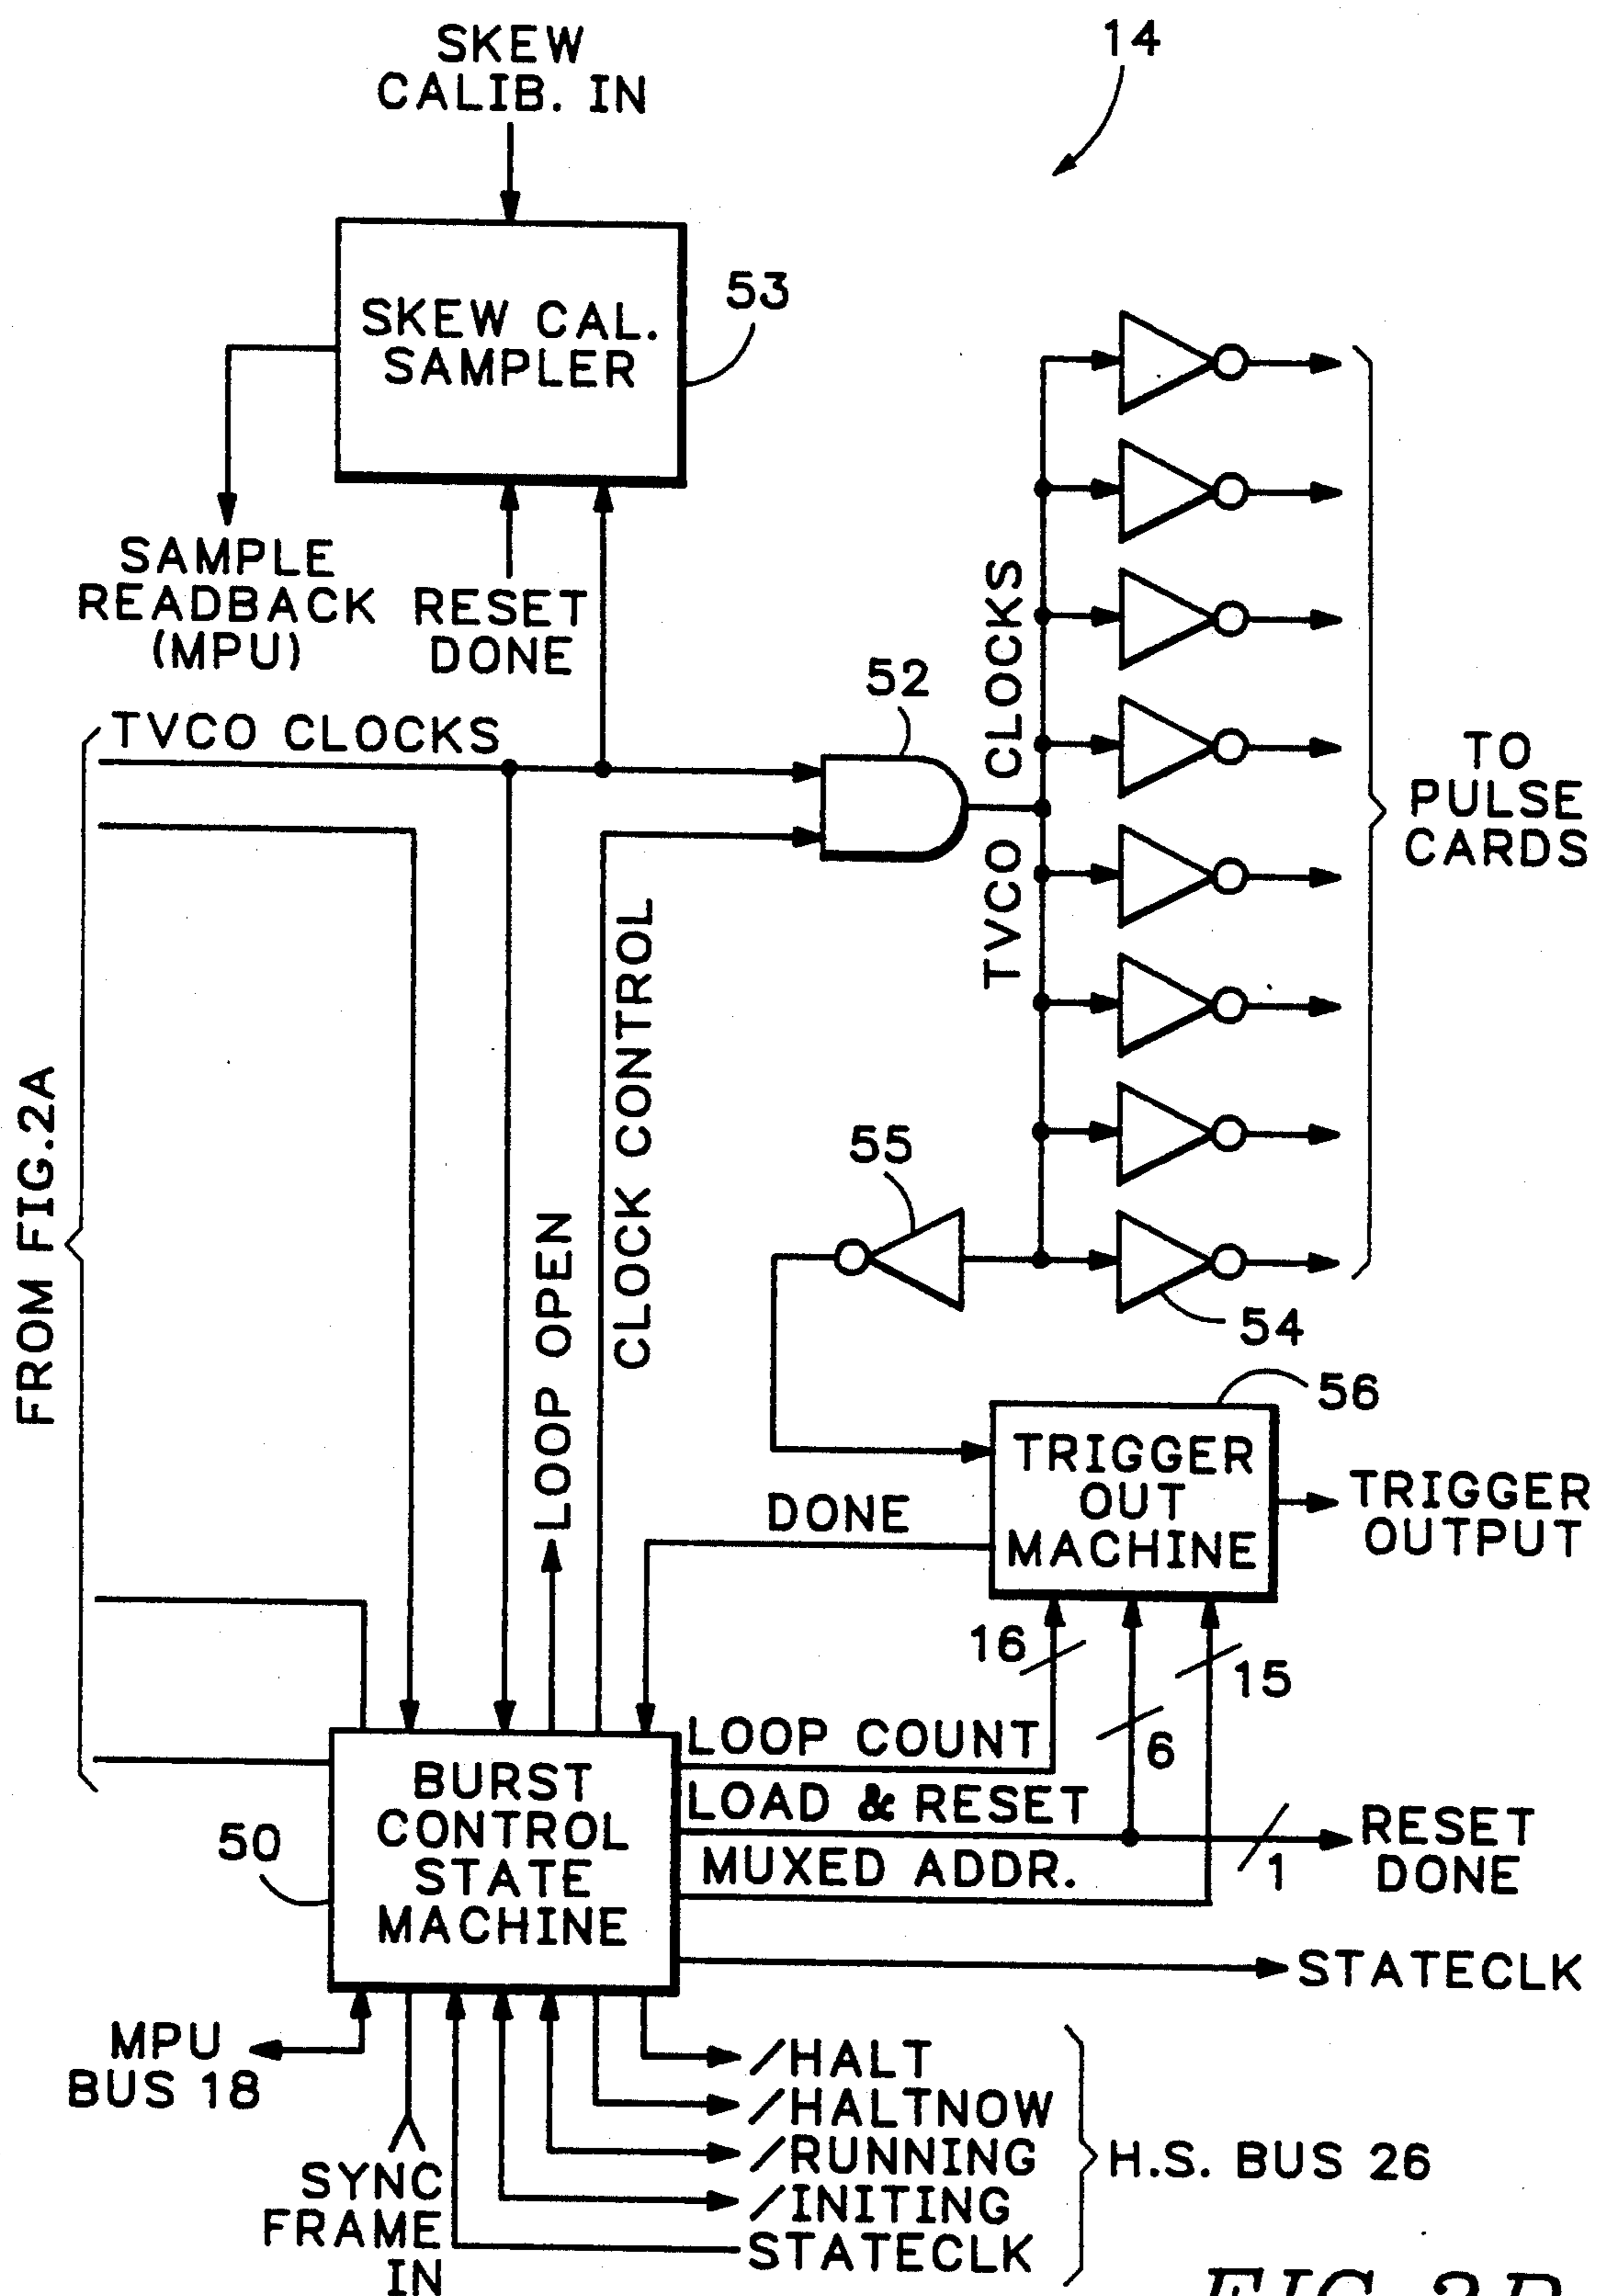 SKEW
CALIB. IN
14
SKEW CAL.
SAMPLER
53
SAMPLE
READBACK
(MPU)
RESET
DONE
TVCO CLOCKS
52
TVCO CLOCKS
TO
PULSE
CARDS
FROM FIG.2A
LOOP OPEN
CLOCK CONTROL
55
54
56
TRIGGER
OUT
MACHINE
TRIGGER
OUTPUT
DONE
16
15
6
LOOP COUNT
LOAD & RESET
MUXED ADDR.
1
RESET
DONE
50
BURST
CONTROL
STATE
MACHINE
STATECLK
MPU
BUS 18
SYNC
FRAME
IN
/HALT
/HALTNOW
/RUNNING
/INITING
STATECLK
H.S. BUS 26